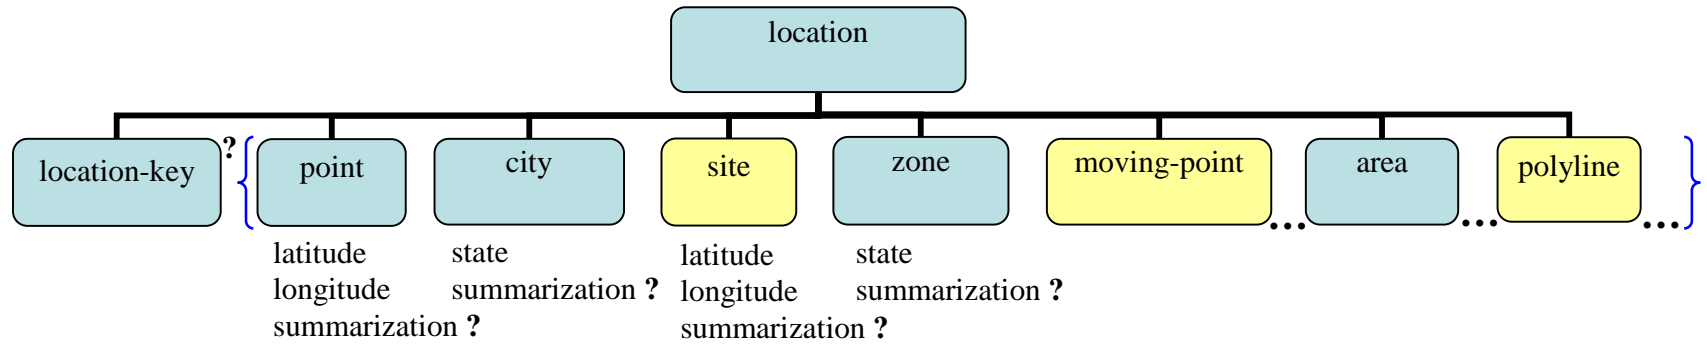 location
location-key ?
point
city
site
zone
moving-point
...
area
...
polyline
...
latitude
longitude
summarization ?
state
summarization ?
latitude
longitude
summarization ?
state
summarization ?